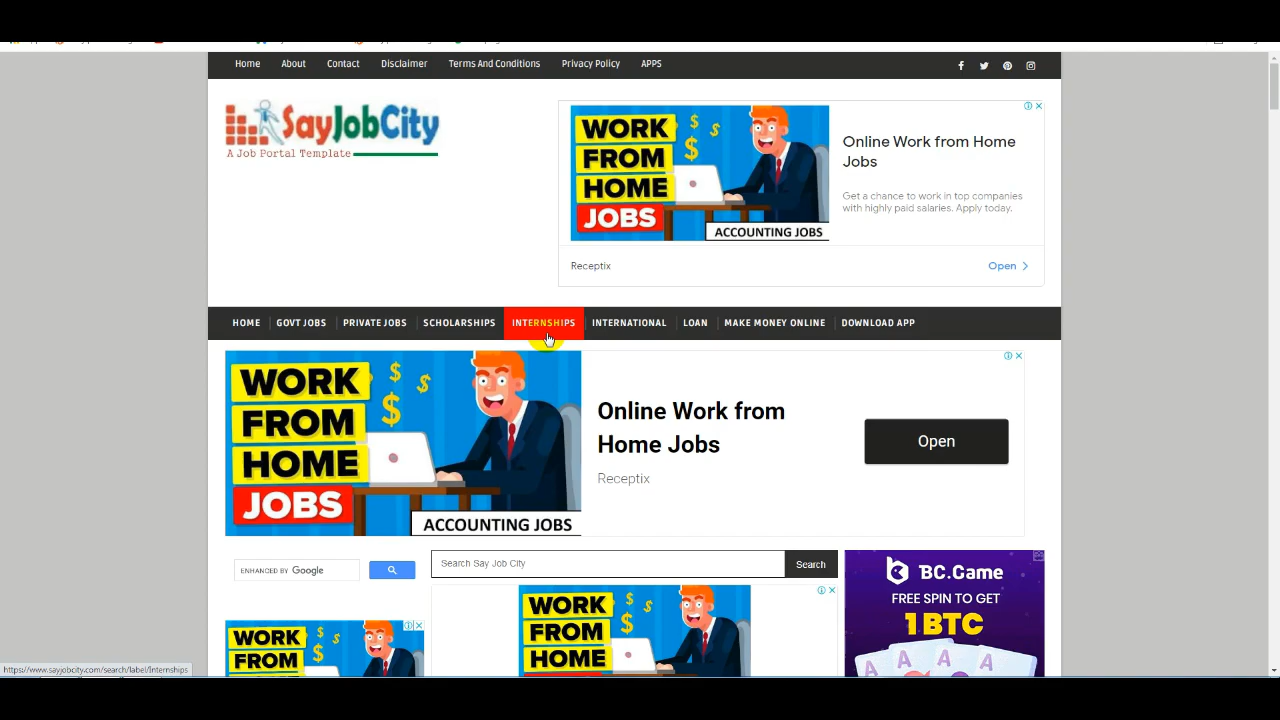 Home About Contact Disclaimer Terms And Conditions Privacy Policy APPS
SayJobCity
A Job Portal Template
WORK
FROM
HOME
JOBS
ACCOUNTING JOBS
Online Work from Home
Jobs
Get a chance to work in top companies
with highly paid salaries. Apply today.
Receptix
Open
HOME GOVT JOBS PRIVATE JOBS SCHOLARSHIPS INTERNSHIPS INTERNATIONAL LOAN MAKE MONEY ONLINE DOWNLOAD APP
WORK
FROM
HOME
JOBS
ACCOUNTING JOBS
Online Work from
Home Jobs
Receptix
Open
ENHANCED BY Google
Search Say Job City
Search
WORK
FROM
WORK
FROM
HOME
BC.GAME
FREE SPIN TO GET
1BTC
A A A A
https://www.sayjobcity.com/search/label/Internships